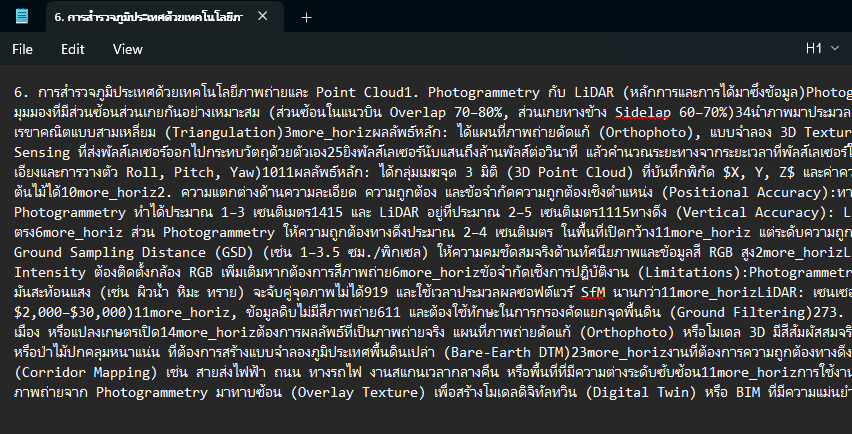 6. การสำรวจภูมิประเทศด้วยเทคโนโลยีภา
File Edit View H1
6. การสำรวจภูมิประเทศด้วยเทคโนโลยีภาพถ่ายและ Point Cloud1. Photogrammetry กับ LiDAR (หลักการและการได้มาซึ่งข้อมูล)Photog
มุมมองที่มีส่วนซ้อนส่วนเกยกันอย่างเหมาะสม (ส่วนซ้อนในแนวบิน Overlap 70–80%, ส่วนเกยทางข้าง Sidelap 60–70%)34นำภาพมาประมวล
เรขาคณิตแบบสามเหลี่ยม (Triangulation)3more_horizผลลัพธ์หลัก: ได้แผนที่ภาพถ่ายดัดแก้ (Orthophoto), แบบจำลอง 3D Textur
Sensing ที่ส่งพัลส์เลเซอร์ออกไปกระทบวัตถุด้วยตัวเอง25ยิงพัลส์เลเซอร์นับแสนถึงล้านพัลส์ต่อวินาที แล้วคำนวณระยะทางจากระยะเวลาที่พัลส์เลเซอร์ใ
เอียงและการวางตัว Roll, Pitch, Yaw)1011ผลลัพธ์หลัก: ได้กลุ่มเมฆจุด 3 มิติ (3D Point Cloud) ที่บันทึกพิกัด $X, Y, Z$ และค่าคว
ต้นไม้ได้10more_horiz2. ความแตกต่างด้านความละเอียด ความถูกต้อง และข้อจำกัดความถูกต้องเชิงตำแหน่ง (Positional Accuracy):ทา
Photogrammetry ทำได้ประมาณ 1–3 เซนติเมตร1415 และ LiDAR อยู่ที่ประมาณ 2–5 เซนติเมตร1115ทางดิ่ง (Vertical Accuracy): L
ตรง6more_horiz ส่วน Photogrammetry ให้ความถูกต้องทางดิ่งประมาณ 2–4 เซนติเมตร ในพื้นที่เปิดกว้าง11more_horiz แต่ระดับความถูก
Ground Sampling Distance (GSD) (เช่น 1–3.5 ซม./พิกเซล) ให้ความคมชัดสมจริงด้านทัศนียภาพและข้อมูลสี RGB สูง2more_horizL
Intensity ต้องติดตั้งกล้อง RGB เพิ่มเติมหากต้องการสีภาพถ่าย6more_horizข้อจำกัดเชิงการปฏิบัติงาน (Limitations):Photogrammetr
มันสะท้อนแสง (เช่น ผิวน้ำ หิมะ ทราย) จะจับคู่จุดภาพไม่ได้919 และใช้เวลาประมวลผลซอฟต์แวร์ SfM นานกว่า11more_horizLiDAR: เซนเซอ
$2,000–$30,000)11more_horiz, ข้อมูลดิบไม่มีสีภาพถ่าย611 และต้องใช้ทักษะในการกรองคัดแยกจุดพื้นดิน (Ground Filtering)273.
เมือง หรือแปลงเกษตรเปิด14more_horizต้องการผลลัพธ์ที่เป็นภาพถ่ายจริง แผนที่ภาพถ่ายดัดแก้ (Orthophoto) หรือโมเดล 3D มีสีสัมผัสสมจริ
หรือป่าไม้ปกคลุมหนาแน่น ที่ต้องการสร้างแบบจำลองภูมิประเทศพื้นดินเปล่า (Bare-Earth DTM)23more_horizงานที่ต้องการความถูกต้องทางดิ่ง
(Corridor Mapping) เช่น สายส่งไฟฟ้า ถนน ทางรถไฟ งานสแกนเวลากลางคืน หรือพื้นที่ที่มีความต่างระดับซับซ้อน11more_horizการใช้งาน
ภาพถ่ายจาก Photogrammetry มาทาบซ้อน (Overlay Texture) เพื่อสร้างโมเดลดิจิทัลทวิน (Digital Twin) หรือ BIM ที่มีความแม่นยำ